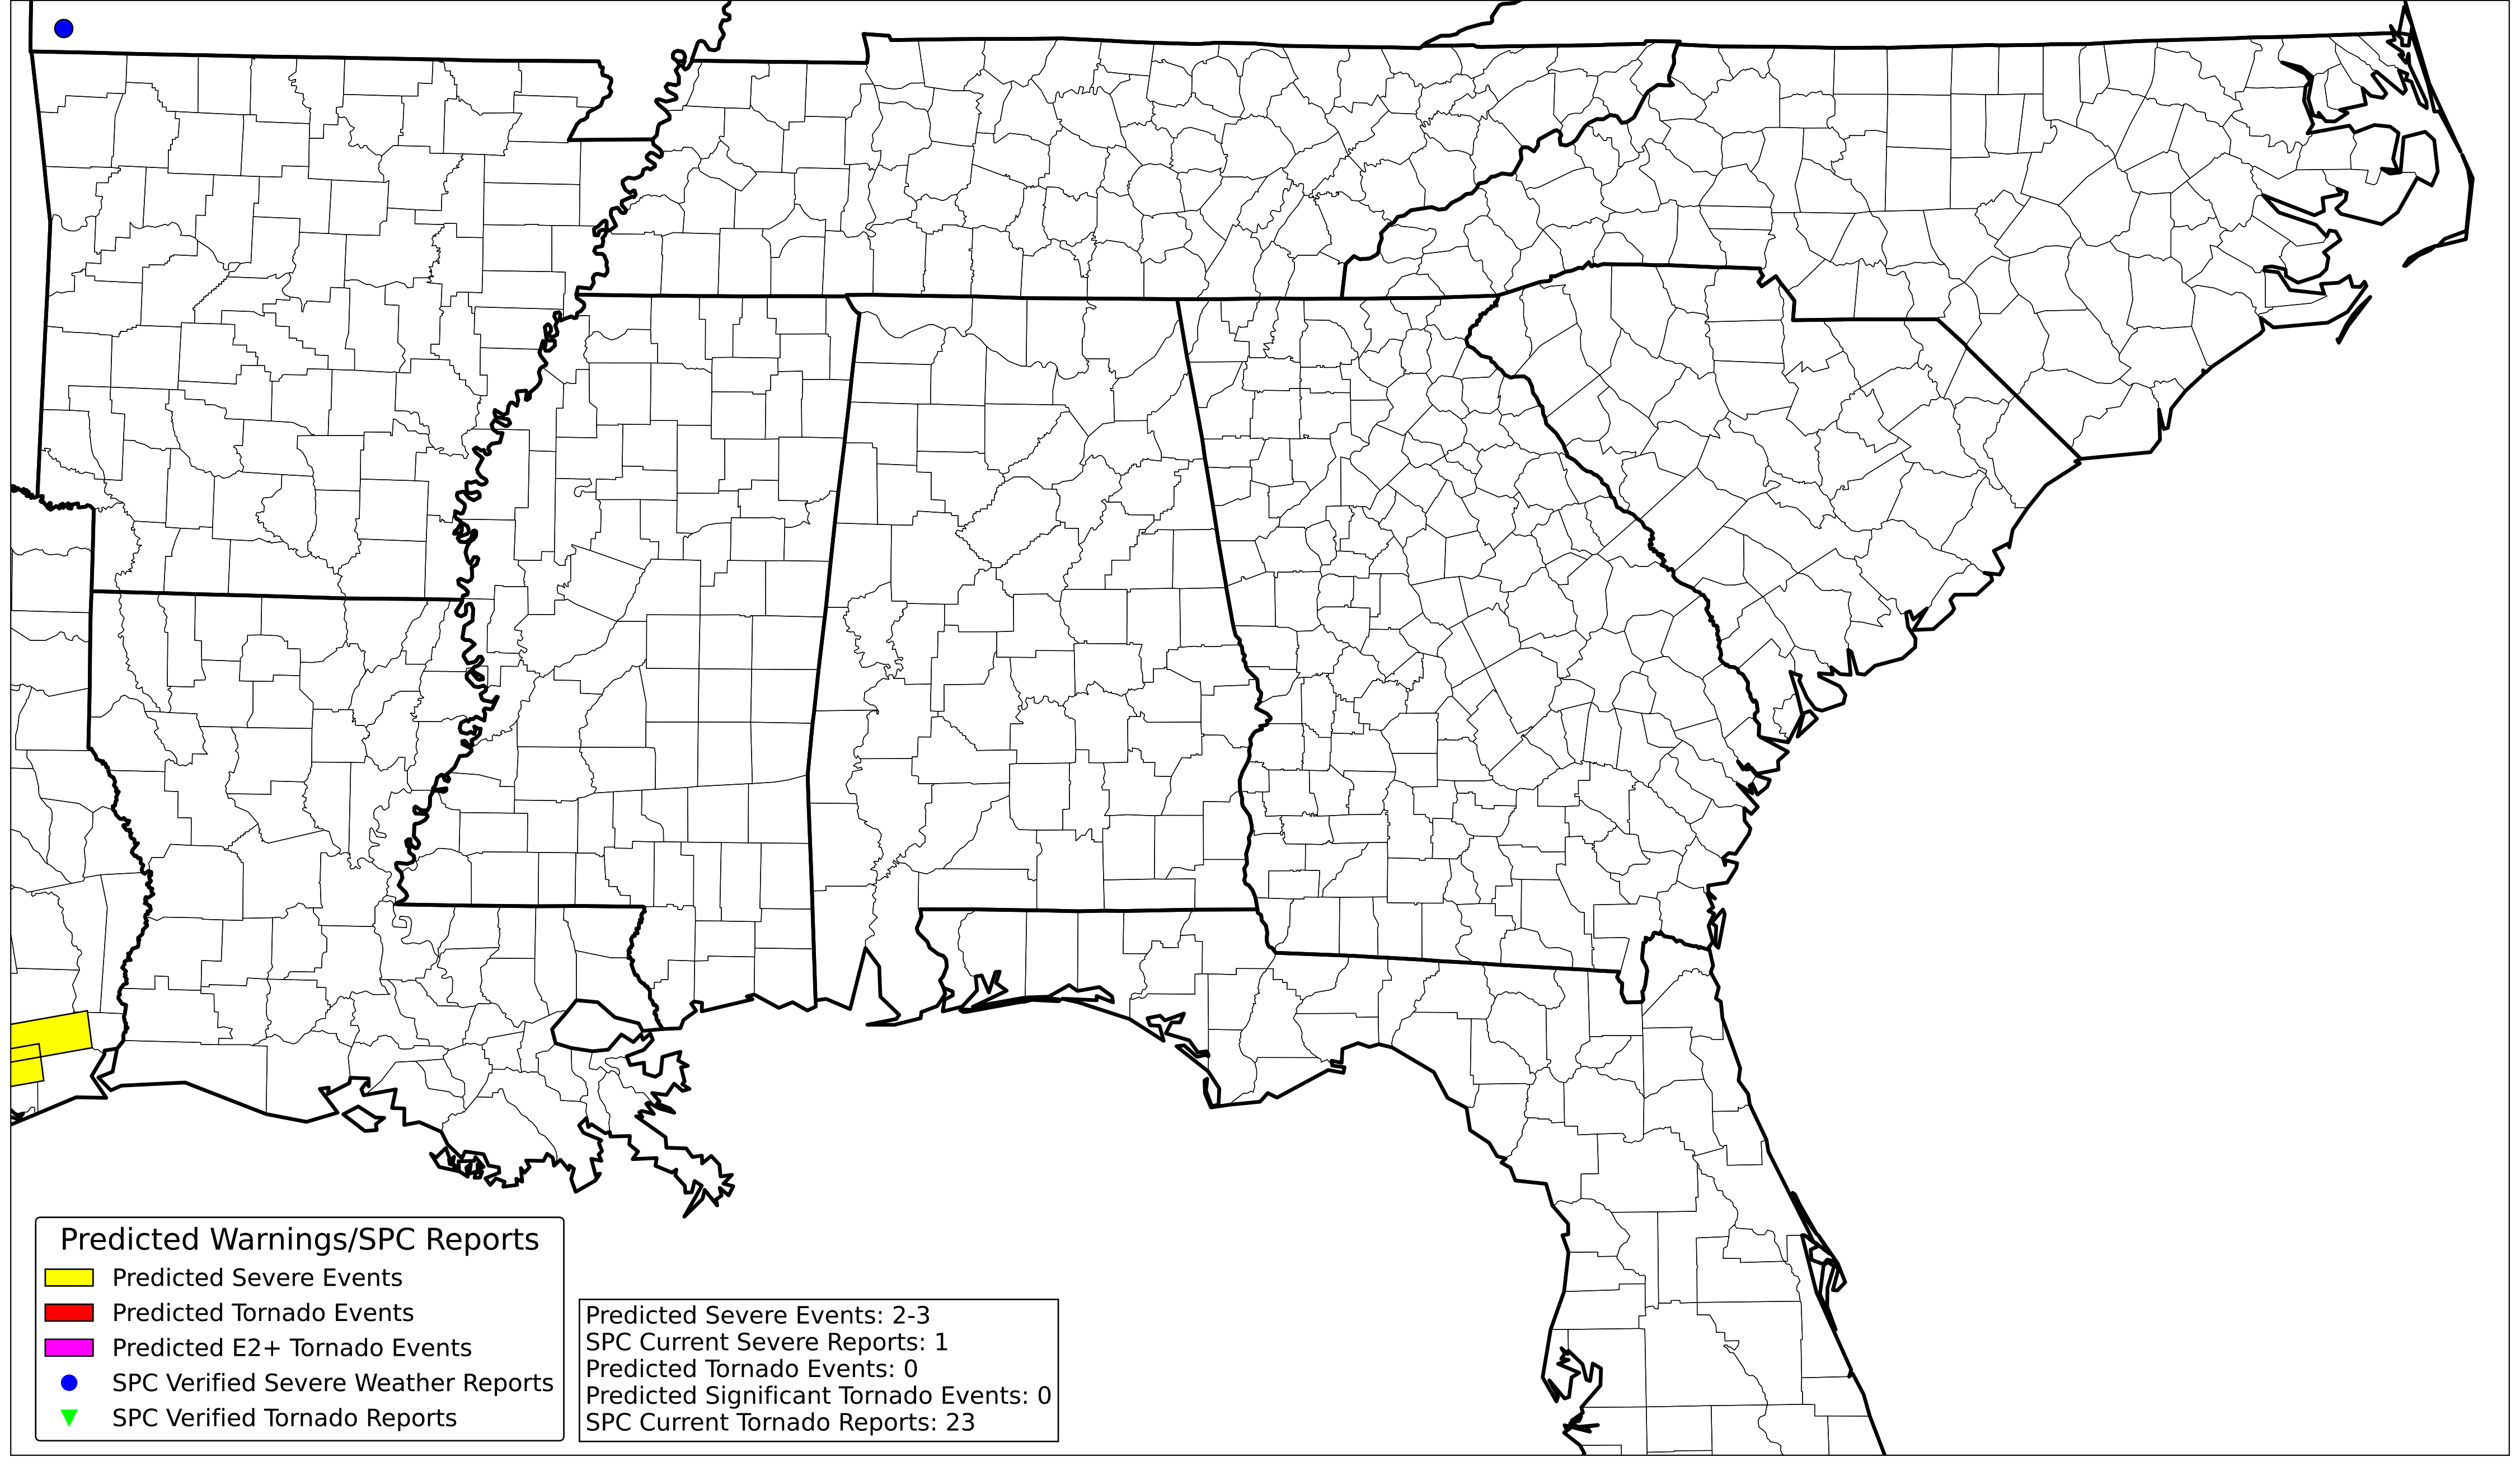 Predicted Warnings/SPC Reports
Predicted Severe Events
Predicted Tornado Events
Predicted E2+ Tornado Events
SPC Verified Severe Weather Reports
SPC Verified Tornado Reports
Predicted Severe Events: 2-3
SPC Current Severe Reports: 1
Predicted Tornado Events: 0
Predicted Significant Tornado Events: 0
SPC Current Tornado Reports: 23